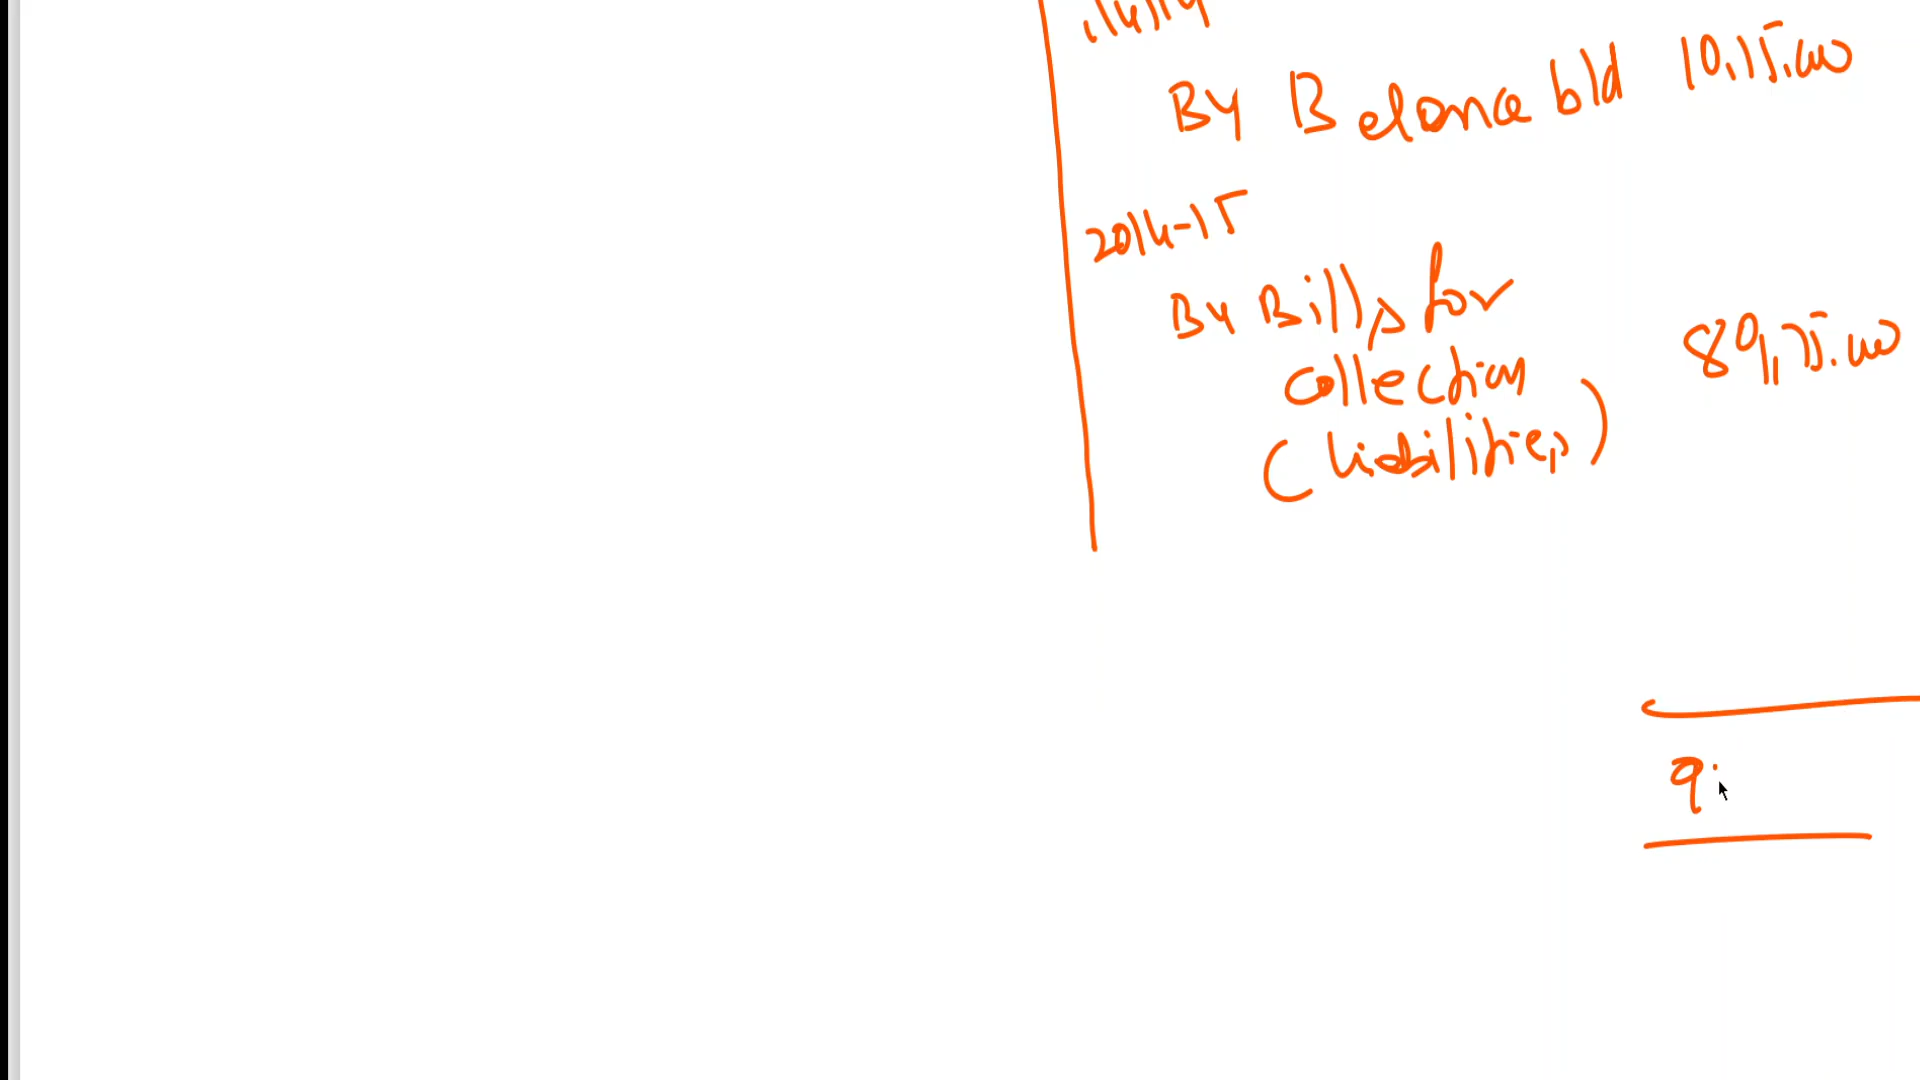 By Balance b/d 10,15,000
2014-15
By Bills for
collection 80,75,000
(Liabilities)
9